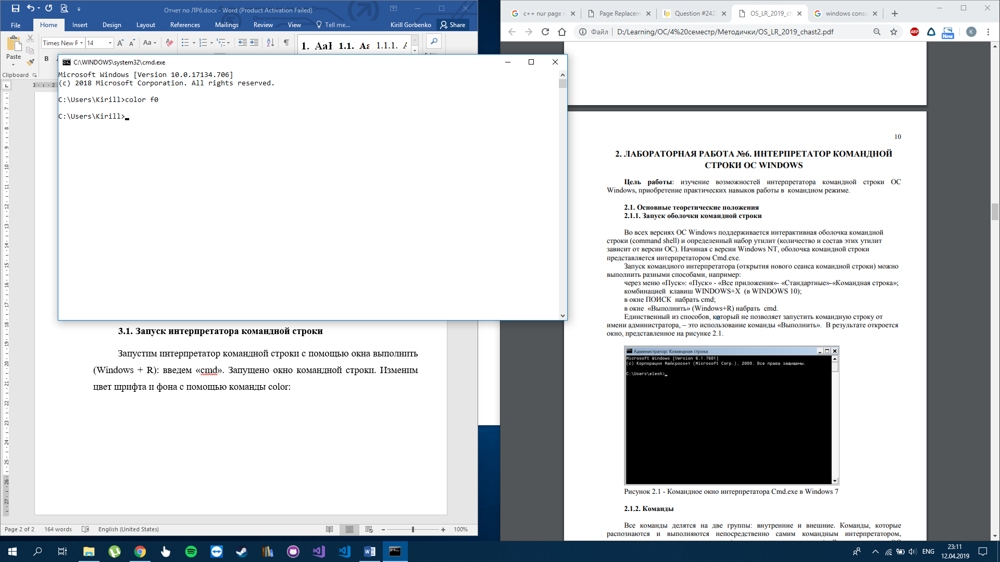 Отчет по ЛР6.docx - Word (Product Activation Failed)
File Home Insert Design Layout References Mailings Review View Tell me... Kirill Gorbenko Share
Paste
Clipboard
Times New R 14
Aa
1. 1.1. 1.1.1.
B
C:\WINDOWS\system32\cmd.exe
Microsoft Windows [Version 10.0.17134.706]
(c) 2018 Microsoft Corporation. All rights reserved.
C:\Users\Kirill>color f0
C:\Users\Kirill>
3.1. Запуск интерпретатора командной строки
Запустим интерпретатор командной строки с помощью окна выполнить
(Windows + R): введем «cmd». Запущено окно командной строки. Изменим
цвет шрифта и фона с помощью команды color:
Page 2 of 2 164 words English (United States) 100%
c++ nur page Page Replacem Question #242 OS_LR_2019_ch windows conso
Файл D:/Learning/ОС/4%20семестр/Методички/OS_LR_2019_chast2.pdf
ABP
New
K
10
2. ЛАБОРАТОРНАЯ РАБОТА №6. ИНТЕРПРЕТАТОР КОМАНДНОЙ
СТРОКИ ОС WINDOWS
Цель работы: изучение возможностей интерпретатора командной строки ОС
Windows, приобретение практических навыков работы в командном режиме.
2.1. Основные теоретические положения
2.1.1. Запуск оболочки командной строки
Во всех версиях ОС Windows поддерживается интерактивная оболочка командной
строки (command shell) и определенный набор утилит (количество и состав этих утилит
зависит от версии ОС). Начиная с версии Windows NT, оболочка командной строки
представляется интерпретатором Cmd.exe.
Запуск командного интерпретатора (открытия нового сеанса командной строки) можно
выполнить разными способами, например:
через меню «Пуск»: «Пуск» - «Все приложения»- «Стандартные»-«Командная строка»;
комбинацией клавиш WINDOWS+X (в WINDOWS 10);
в окне ПОИСК набрать cmd;
в окне «Выполнить» (Windows+R) набрать cmd.
Единственный из способов, который не позволяет запустить командную строку от
имени администратора, – это использование команды «Выполнить». В результате откроется
окно, представленное на рисунке 2.1.
Администратор: Командная строка
Microsoft Windows [Version 6.1.7601]
(c) Корпорация Майкрософт (Microsoft Corp.), 2009. Все права защищены.
C:\Users\elesh>
Рисунок 2.1 - Командное окно интерпретатора Cmd.exe в Windows 7
2.1.2. Команды
Все команды делятся на две группы: внутренние и внешние. Команды, которые
распознаются и выполняются непосредственно самим командным интерпретатором,
ENG
23:11
12.04.2019